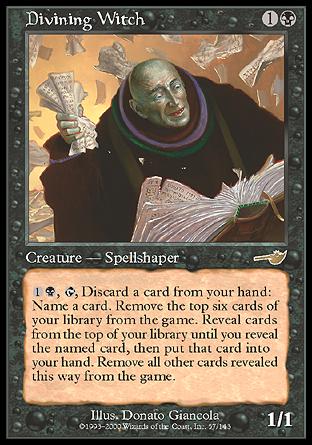 Divining Witch 1
Creature — Spellshaper
1 , , Discard a card from your hand:
Name a card. Remove the top six cards of
your library from the game. Reveal cards
from the top of your library until you reveal
the named card, then put that card into
your hand. Remove all other cards revealed
this way from the game.
Illus. Donato Giancola
©1993-2000 Wizards of the Coast, Inc. 57/143
1/1